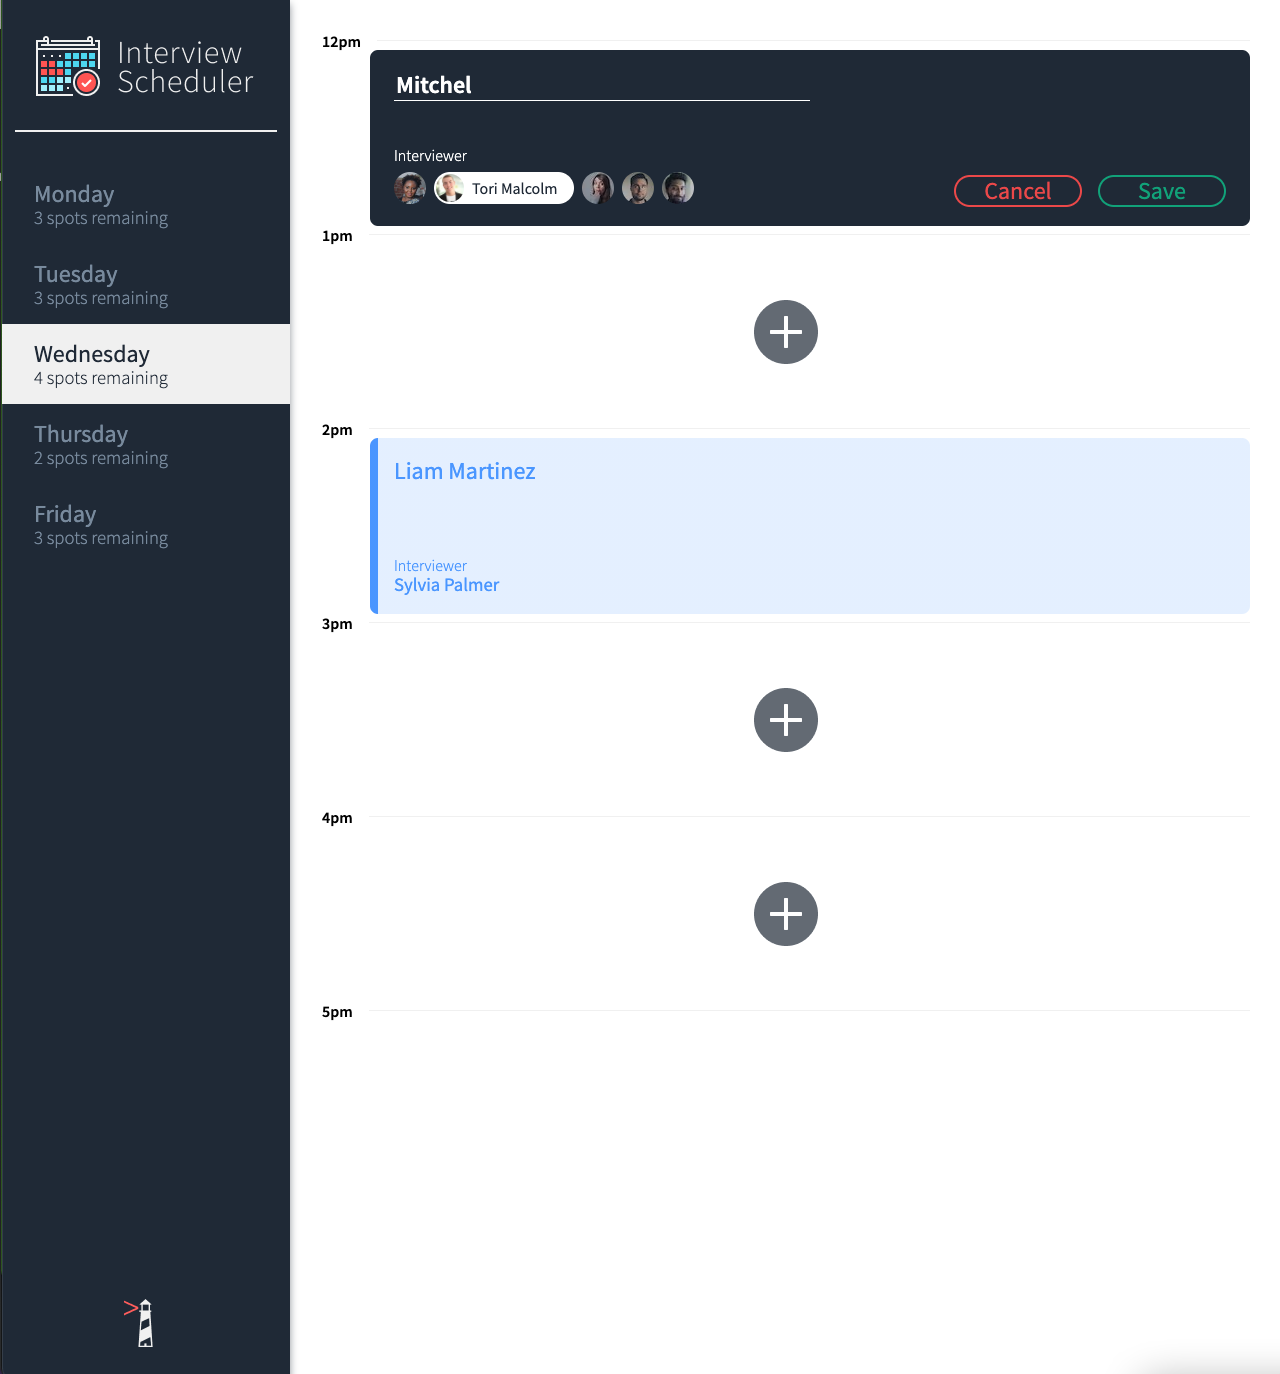 Interview
Scheduler
Monday
3 spots remaining
Tuesday
3 spots remaining
Wednesday
4 spots remaining
Thursday
2 spots remaining
Friday
3 spots remaining
12pm
Mitchel
Interviewer
Tori Malcolm
Cancel
Save
1pm
2pm
Liam Martinez
Interviewer
Sylvia Palmer
3pm
4pm
5pm